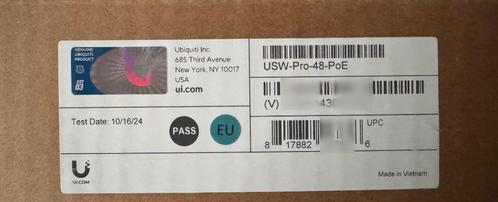 GENUINE
UBIQUITI
PRODUCT
03
Ubiquiti Inc.
685 Third Avenue
New York, NY 10017
USA
ui.com
USW-Pro-48-PoE
(V)
43
Test Date: 10/16/24
PASS
EU
UPC
8 17882 6
UI.COM
Made in Vietnam